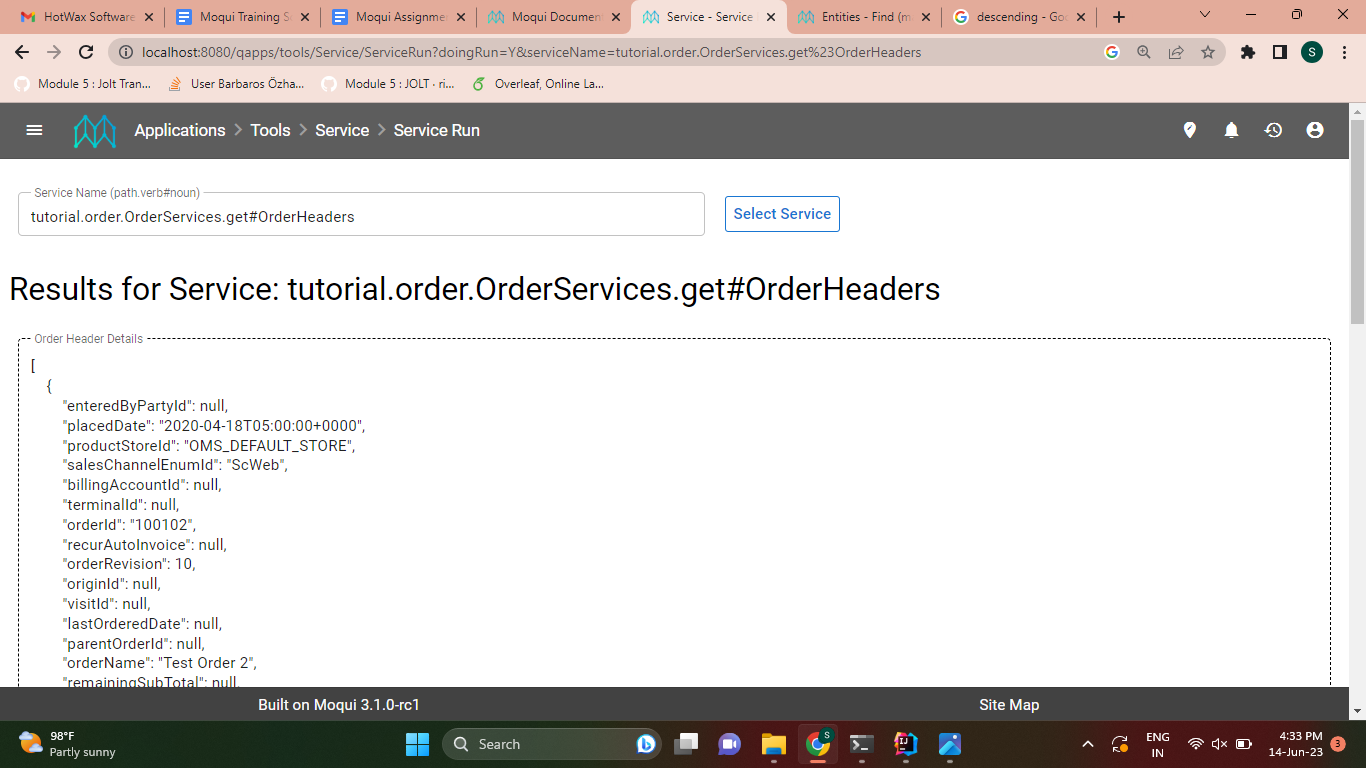 HotWax Software
Moqui Training S
Moqui Assignme
Moqui Document
Service - Service
Entities - Find (m
descending - Goo
localhost:8080/qapps/tools/Service/ServiceRun?doingRun=Y&serviceName=tutorial.order.OrderServices.get%23OrderHeaders
S
Module 5 : Jolt Tran...
User Barbaros Özha...
Module 5 : JOLT · ri...
Overleaf, Online La...
Applications > Tools > Service > Service Run
Service Name (path.verb#noun)
tutorial.order.OrderServices.get#OrderHeaders
Select Service
Results for Service: tutorial.order.OrderServices.get#OrderHeaders
Order Header Details
[
{
"enteredByPartyId": null,
"placedDate": "2020-04-18T05:00:00+0000",
"productStoreId": "OMS_DEFAULT_STORE",
"salesChannelEnumId": "ScWeb",
"billingAccountId": null,
"terminalId": null,
"orderId": "100102",
"recurAutoInvoice": null,
"orderRevision": 10,
"originId": null,
"visitId": null,
"lastOrderedDate": null,
"parentOrderId": null,
"orderName": "Test Order 2",
"remainingSubTotal": null,
Built on Moqui 3.1.0-rc1
Site Map
98°F
Partly sunny
Search
S
ENG
IN
4:33 PM
14-Jun-23
3